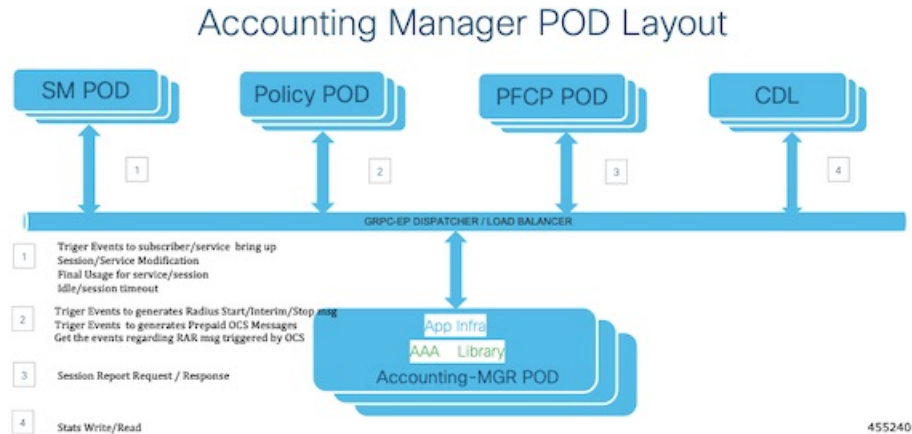 Accounting Manager POD Layout
SM POD
Policy POD
PFCP POD
CDL
1
2
3
4
GRPC-EP DISPATCHER / LOAD BALANCER
1
Triger Events to subscriber/service bring up
Session/Service Modification
Final Usage for service/session
Idle/session timeout
2
Triger Events to generates Radius Start/Interim/Stop msg
Triger Events to generates Prepaid OCS Messages
Get the events regarding RAR msg triggered by OCS
App Infra
AAA Library
Accounting-MGR POD
3
Session Report Request / Response
4
Stats Write/Read
455240